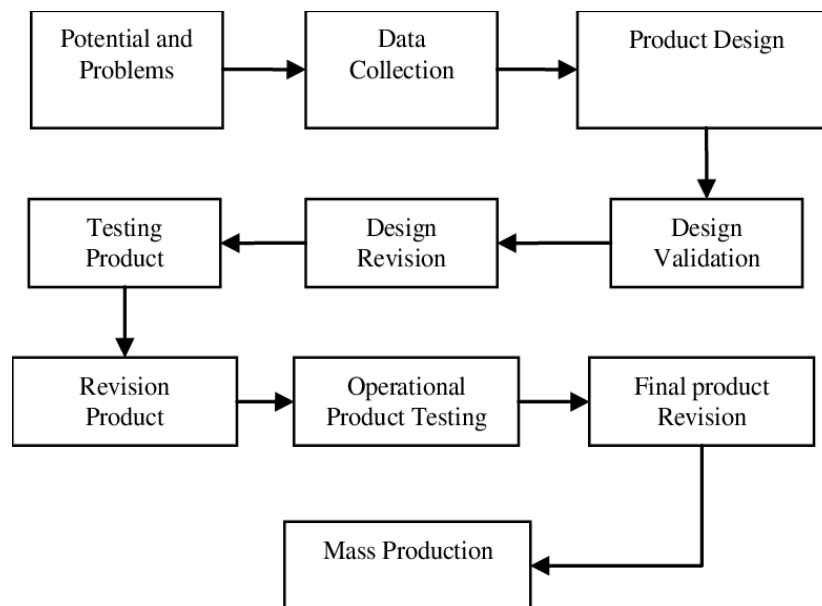 Potential and
Problems
Data
Collection
Product Design
Testing
Product
Design
Revision
Design
Validation
Revision
Product
Operational
Product Testing
Final product
Revision
Mass Production